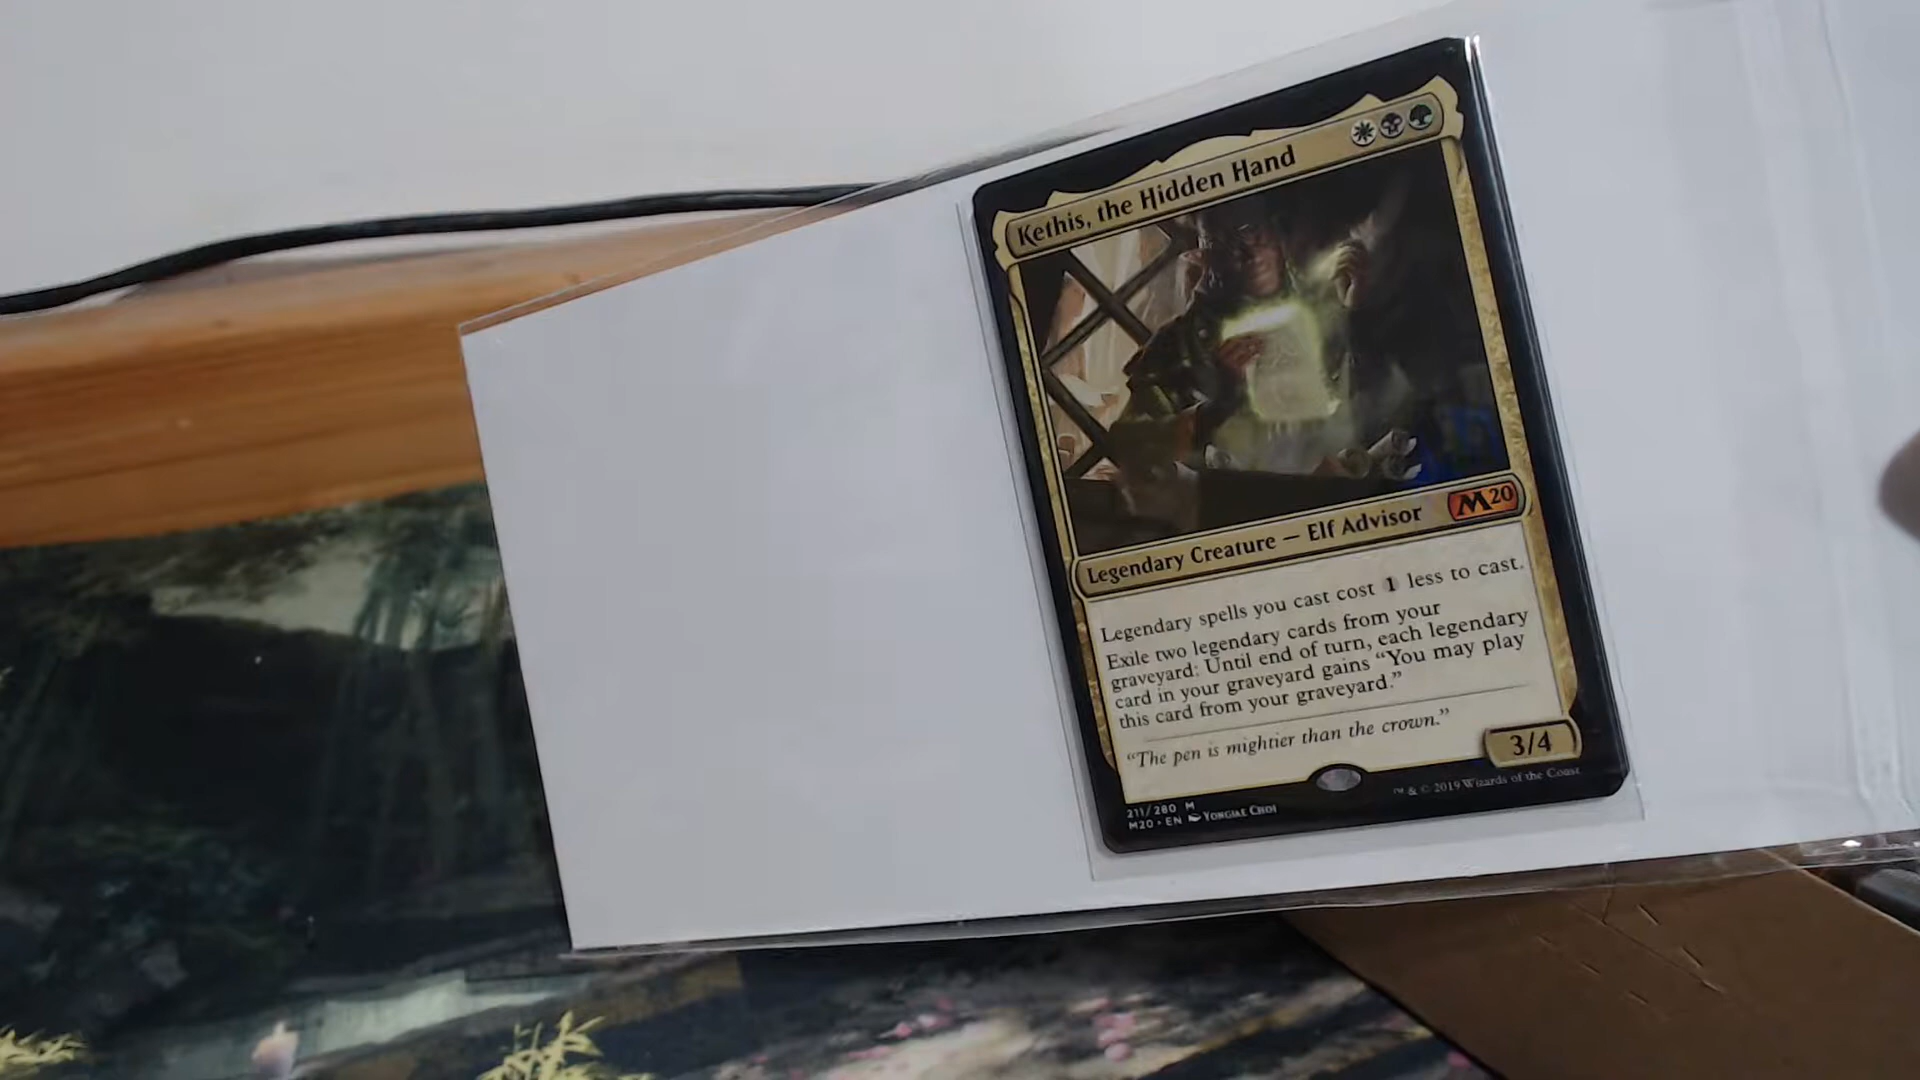 Kethis, the Hidden Hand
M20
Legendary Creature — Elf Advisor
Legendary spells you cast cost 1 less to cast.
Exile two legendary cards from your
graveyard: Until end of turn, each legendary
card in your graveyard gains “You may play
this card from your graveyard.”
“The pen is mightier than the crown.”
3/4
211/280 M
M20 • EN YONGJAE CHOI
™ & © 2019 Wizards of the Coast